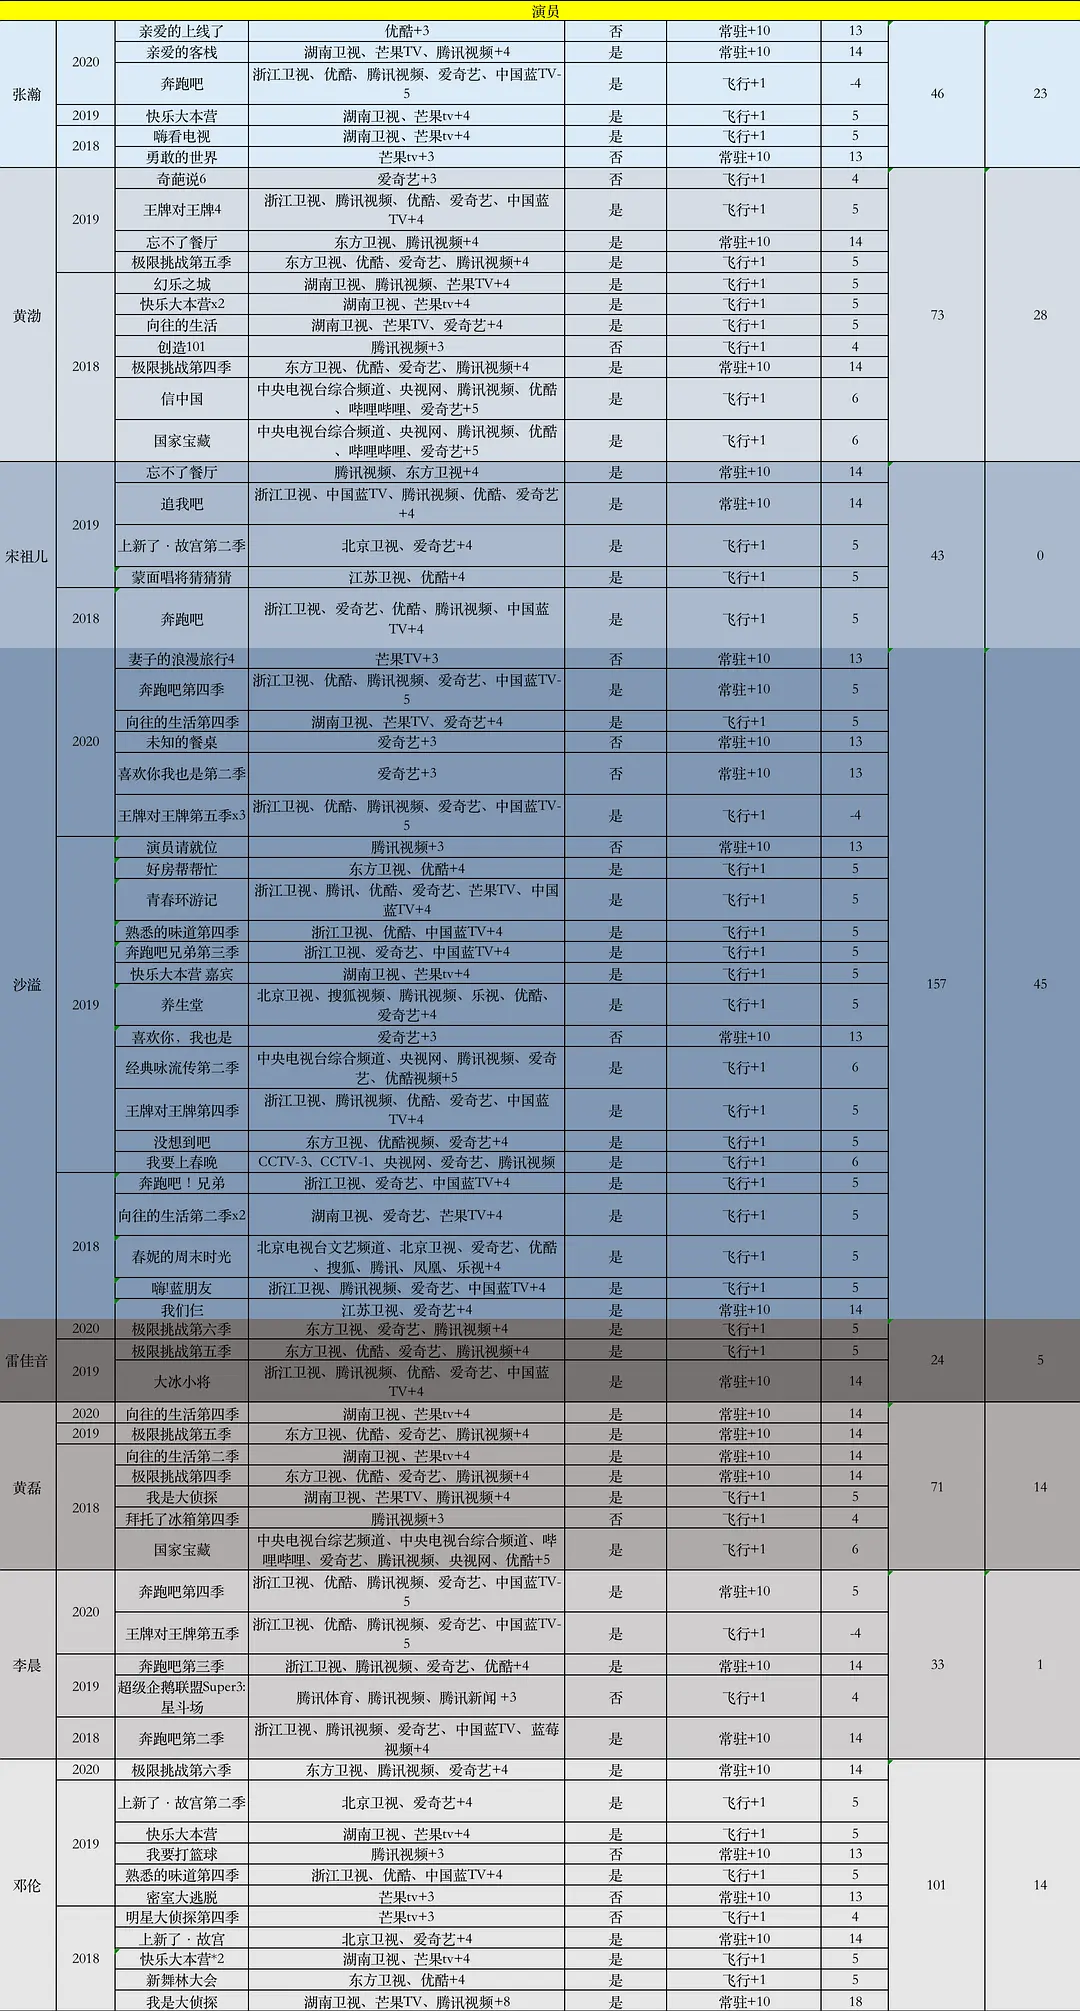 演员
张瀚
2020
亲爱的上线了 优酷+3 否 常驻+10 13 46 23
亲爱的客栈 湖南卫视、芒果TV、腾讯视频+4 是 常驻+10 14
奔跑吧 浙江卫视、优酷、腾讯视频、爱奇艺、中国蓝TV-
5 是 飞行+1 -4
2019 快乐大本营 湖南卫视、芒果tv+4 是 飞行+1 5
2018 嗨看电视 湖南卫视、芒果tv+4 是 飞行+1 5
勇敢的世界 芒果tv+3 否 常驻+10 13
黄渤
2019
奇葩说6 爱奇艺+3 否 飞行+1 4 73 28
王牌对王牌4 浙江卫视、腾讯视频、优酷、爱奇艺、中国蓝
TV+4 是 飞行+1 5
忘不了餐厅 东方卫视、腾讯视频+4 是 常驻+10 14
极限挑战第五季 东方卫视、优酷、爱奇艺、腾讯视频+4 是 飞行+1 5
2018
幻乐之城 湖南卫视、腾讯视频、芒果TV+4 是 飞行+1 5
快乐大本营x2 湖南卫视、芒果tv+4 是 飞行+1 5
向往的生活 湖南卫视、芒果TV、爱奇艺+4 是 飞行+1 5
创造101 腾讯视频+3 否 飞行+1 4
极限挑战第四季 东方卫视、优酷、爱奇艺、腾讯视频+4 是 常驻+10 14
信中国 中央电视台综合频道、央视网、腾讯视频、优酷
、哔哩哔哩、爱奇艺+5 是 飞行+1 6
国家宝藏 中央电视台综合频道、央视网、腾讯视频、优酷
、哔哩哔哩、爱奇艺+5 是 飞行+1 6
宋祖儿
2019
忘不了餐厅 腾讯视频、东方卫视+4 是 常驻+10 14 43 0
追我吧 浙江卫视、中国蓝TV、腾讯视频、优酷、爱奇艺
+4 是 常驻+10 14
上新了·故宫第二季 北京卫视、爱奇艺+4 是 飞行+1 5
蒙面唱将猜猜猜 江苏卫视、优酷+4 是 飞行+1 5
2018 奔跑吧 浙江卫视、爱奇艺、优酷、腾讯视频、中国蓝
TV+4 是 飞行+1 5
沙溢
2020
妻子的浪漫旅行4 芒果TV+3 否 常驻+10 13 157 45
奔跑吧第四季 浙江卫视、优酷、腾讯视频、爱奇艺、中国蓝TV-
5 是 常驻+10 5
向往的生活第四季 湖南卫视、芒果TV、爱奇艺+4 是 飞行+1 5
未知的餐桌 爱奇艺+3 否 常驻+10 13
喜欢你我也是第二季 爱奇艺+3 否 常驻+10 13
王牌对王牌第五季x3 浙江卫视、优酷、腾讯视频、爱奇艺、中国蓝TV-
5 是 飞行+1 -4
2019
演员请就位 腾讯视频+3 否 常驻+10 13
好房帮帮忙 东方卫视、优酷+4 是 飞行+1 5
青春环游记 浙江卫视、腾讯、优酷、爱奇艺、芒果TV、中国
蓝TV+4 是 飞行+1 5
熟悉的味道第四季 浙江卫视、优酷、中国蓝TV+4 是 飞行+1 5
奔跑吧兄弟第三季 浙江卫视、爱奇艺、中国蓝TV+4 是 飞行+1 5
快乐大本营 嘉宾 湖南卫视、芒果tv+4 是 飞行+1 5
养生堂 北京卫视、搜狐视频、腾讯视频、乐视、优酷、
爱奇艺+4 是 飞行+1 5
喜欢你，我也是 爱奇艺+3 否 常驻+10 13
经典咏流传第二季 中央电视台综合频道、央视网、腾讯视频、爱奇
艺、优酷视频+5 是 飞行+1 6
王牌对王牌第四季 浙江卫视、腾讯视频、优酷、爱奇艺、中国蓝
TV+4 是 飞行+1 5
没想到吧 东方卫视、优酷视频、爱奇艺+4 是 飞行+1 5
我要上春晚 CCTV-3、CCTV-1、央视网、爱奇艺、腾讯视频 是 飞行+1 6
2018
奔跑吧！兄弟 浙江卫视、爱奇艺、中国蓝TV+4 是 飞行+1 5
向往的生活第二季x2 湖南卫视、爱奇艺、芒果TV+4 是 飞行+1 5
春妮的周末时光 北京电视台文艺频道、北京卫视、爱奇艺、优酷
、搜狐、腾讯、凤凰、乐视+4 是 飞行+1 5
嗨!蓝朋友 浙江卫视、腾讯视频、爱奇艺、中国蓝TV+4 是 飞行+1 5
我们仨 江苏卫视、爱奇艺+4 是 常驻+10 14
雷佳音
2020 极限挑战第六季 东方卫视、爱奇艺、腾讯视频+4 是 飞行+1 5 24 5
2019 极限挑战第五季 东方卫视、优酷、爱奇艺、腾讯视频+4 是 飞行+1 5
大冰小将 浙江卫视、腾讯视频、优酷、爱奇艺、中国蓝
TV+4 是 常驻+10 14
黄磊
2020 向往的生活第四季 湖南卫视、芒果tv+4 是 常驻+10 14 71 14
2019 极限挑战第五季 东方卫视、优酷、爱奇艺、腾讯视频+4 是 常驻+10 14
2018
向往的生活第二季 湖南卫视、芒果tv+4 是 常驻+10 14
极限挑战第四季 东方卫视、优酷、爱奇艺、腾讯视频+4 是 常驻+10 14
我是大侦探 湖南卫视、芒果TV、腾讯视频+4 是 飞行+1 5
拜托了冰箱第四季 腾讯视频+3 否 飞行+1 4
国家宝藏 中央电视台综艺频道、中央电视台综合频道、哔
哩哔哩、爱奇艺、腾讯视频、央视网、优酷+5 是 飞行+1 6
李晨
2020
奔跑吧第四季 浙江卫视、优酷、腾讯视频、爱奇艺、中国蓝TV-
5 是 常驻+10 5 33 1
王牌对王牌第五季 浙江卫视、优酷、腾讯视频、爱奇艺、中国蓝TV-
5 是 飞行+1 -4
2019
奔跑吧第三季 浙江卫视、腾讯视频、爱奇艺、优酷+4 是 常驻+10 14
超级企鹅联盟Super3:
星斗场 腾讯体育、腾讯视频、腾讯新闻 +3 否 飞行+1 4
2018 奔跑吧第二季 浙江卫视、腾讯视频、爱奇艺、中国蓝TV、蓝莓
视频+4 是 常驻+10 14
邓伦
2020 极限挑战第六季 东方卫视、腾讯视频、爱奇艺+4 是 常驻+10 14 101 14
2019
上新了·故宫第二季 北京卫视、爱奇艺+4 是 飞行+1 5
快乐大本营 湖南卫视、芒果tv+4 是 飞行+1 5
我要打篮球 腾讯视频+3 否 常驻+10 13
熟悉的味道第四季 浙江卫视、优酷、中国蓝TV+4 是 飞行+1 5
密室大逃脱 芒果tv+3 否 常驻+10 13
2018
明星大侦探第四季 芒果tv+3 否 飞行+1 4
上新了·故宫 北京卫视、爱奇艺+4 是 常驻+10 14
快乐大本营*2 湖南卫视、芒果tv+4 是 飞行+1 5
新舞林大会 东方卫视、优酷+4 是 飞行+1 5
我是大侦探 湖南卫视、芒果TV、腾讯视频+8 是 常驻+10 18